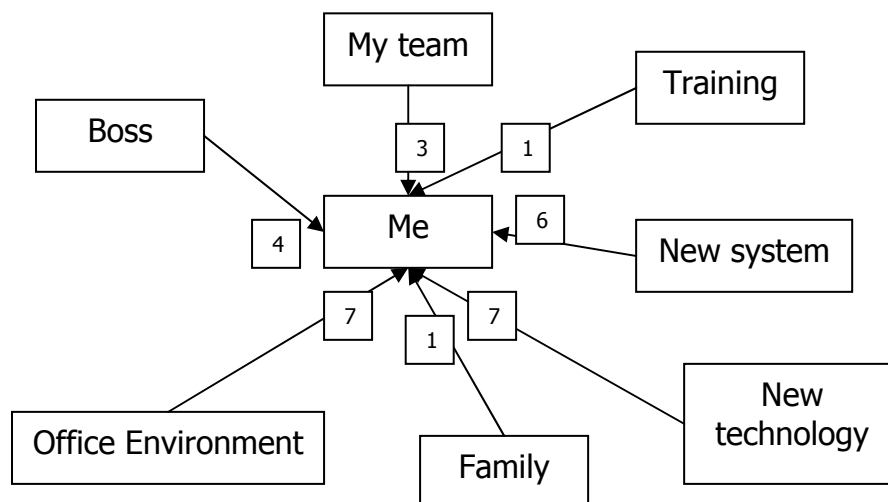 My team
Training
Boss
3
1
Me
6
4
New system
7
1
7
New
technology
Office Environment
Family